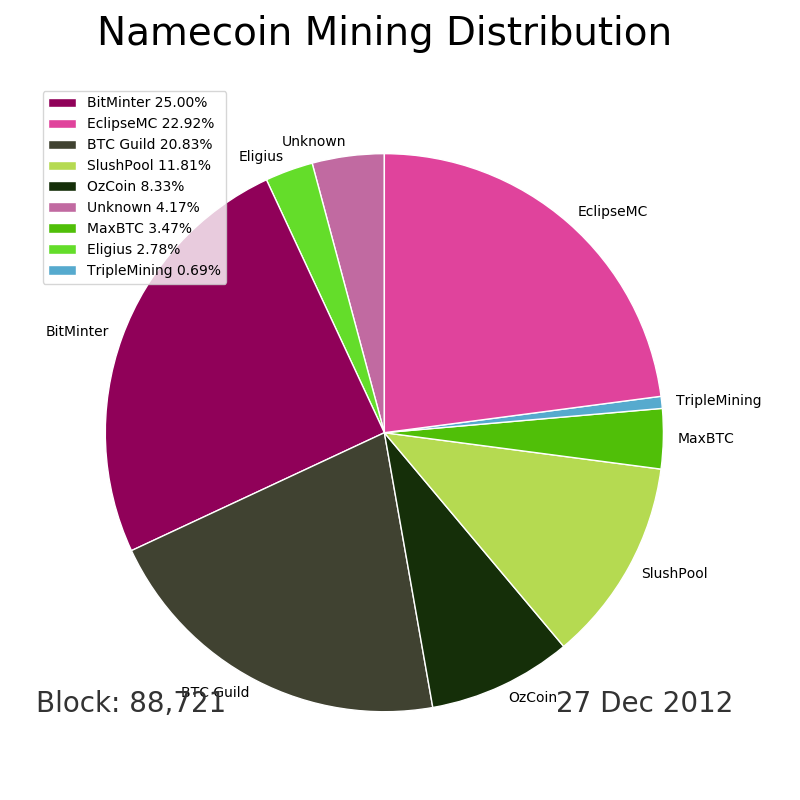 Namecoin Mining Distribution
BitMinter 25.00%
EclipseMC 22.92%
BTC Guild 20.83%
SlushPool 11.81%
OzCoin 8.33%
Unknown 4.17%
MaxBTC 3.47%
Eligius 2.78%
TripleMining 0.69%
Unknown
Eligius
EclipseMC
BitMinter
TripleMining
MaxBTC
SlushPool
BTC Guild
OzCoin
Block: 88,721
27 Dec 2012